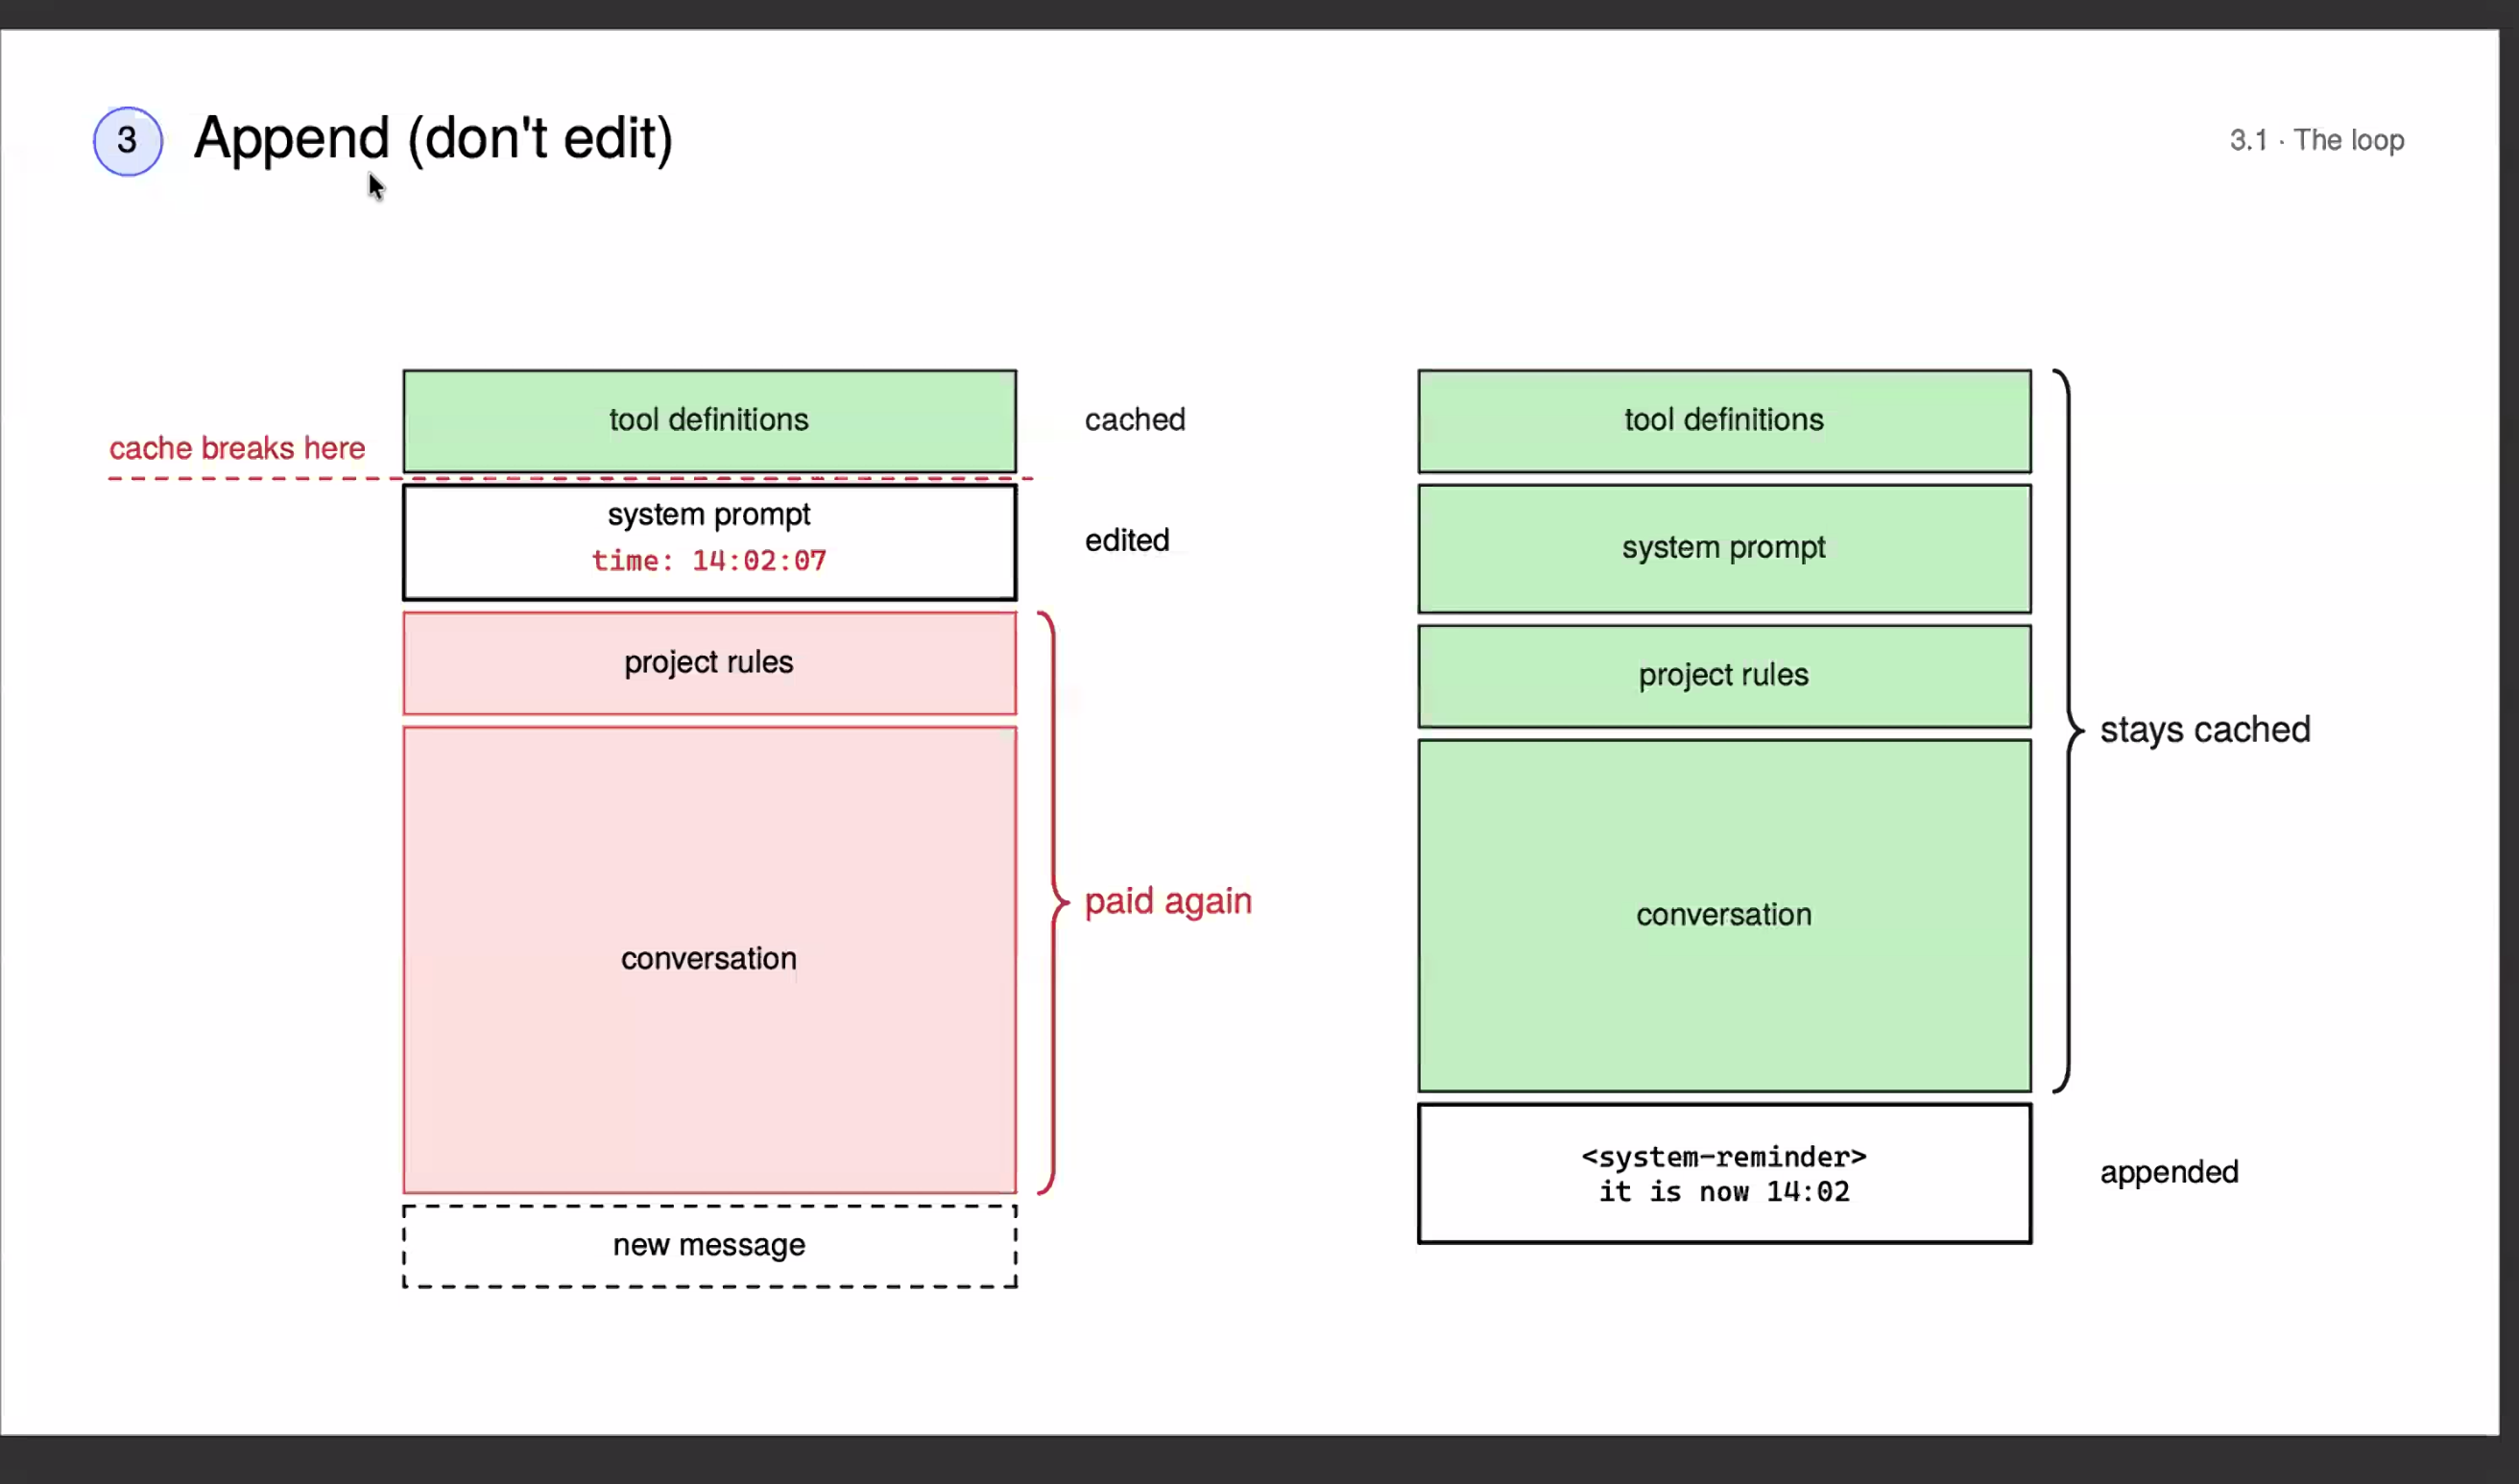 3
Append (don't edit)
3.1 · The loop
cache breaks here
tool definitions
cached
system prompt
time: 14:02:07
edited
project rules
conversation
paid again
new message
tool definitions
system prompt
project rules
conversation
stays cached
<system-reminder>
it is now 14:02
appended